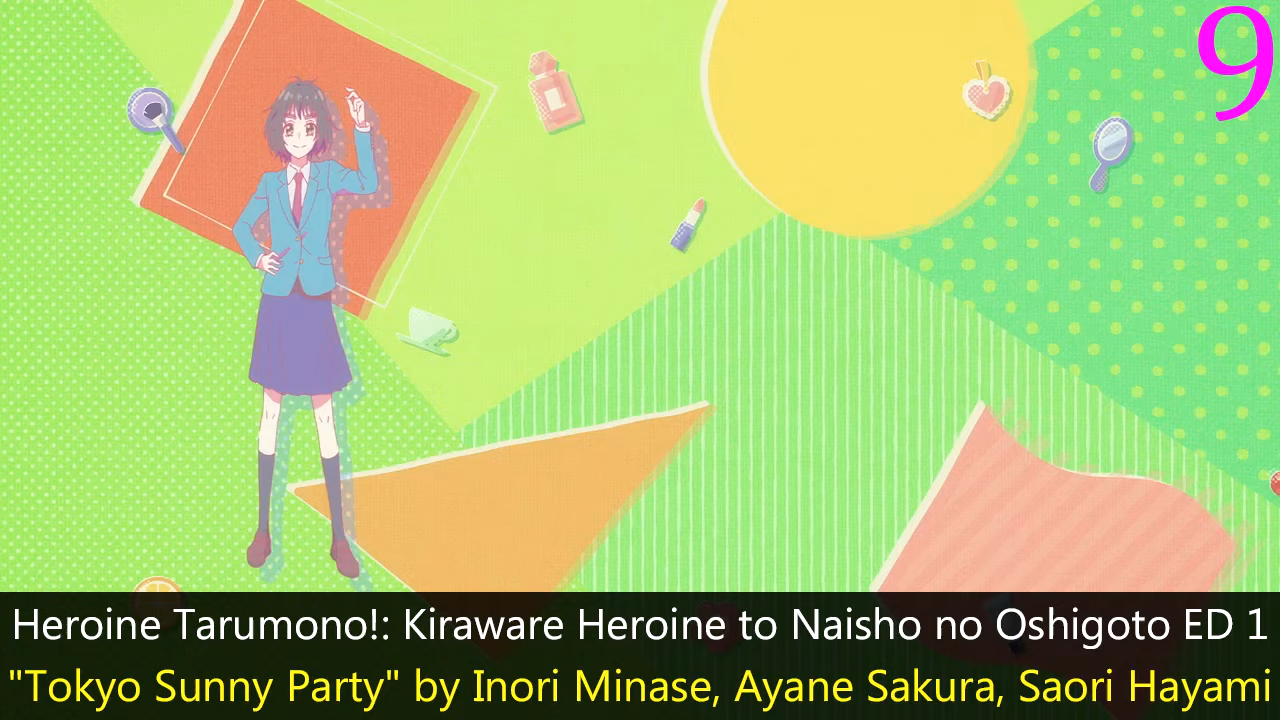 9
Heroine Tarumono!: Kiraware Heroine to Naisho no Oshigoto ED 1
"Tokyo Sunny Party" by Inori Minase, Ayane Sakura, Saori Hayami